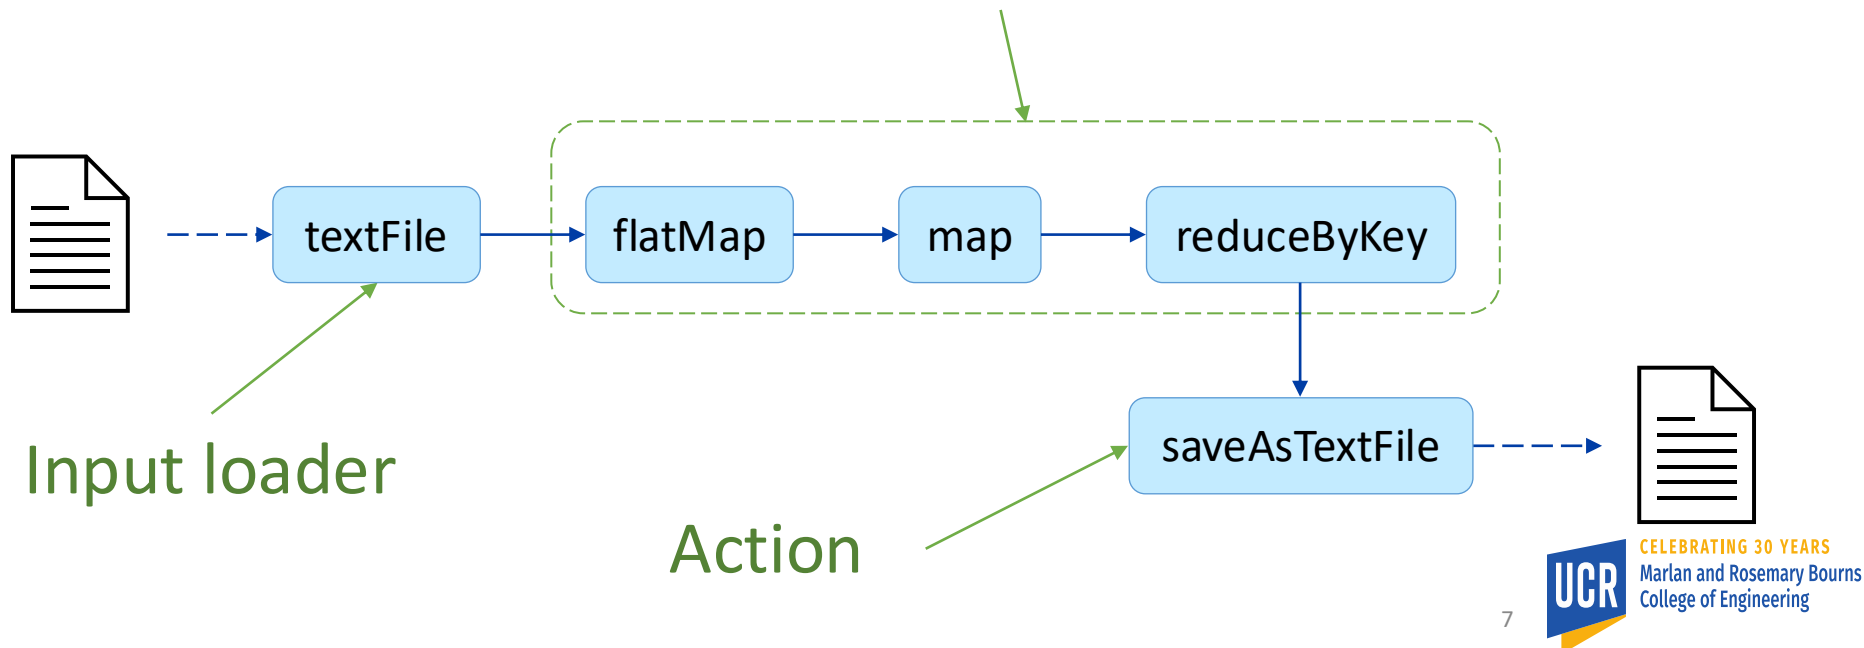 textFile
flatMap
map
reduceByKey
saveAsTextFile
Input loader
Action
CELEBRATING 30 YEARS
UCR
Marlan and Rosemary Bourns
College of Engineering
7